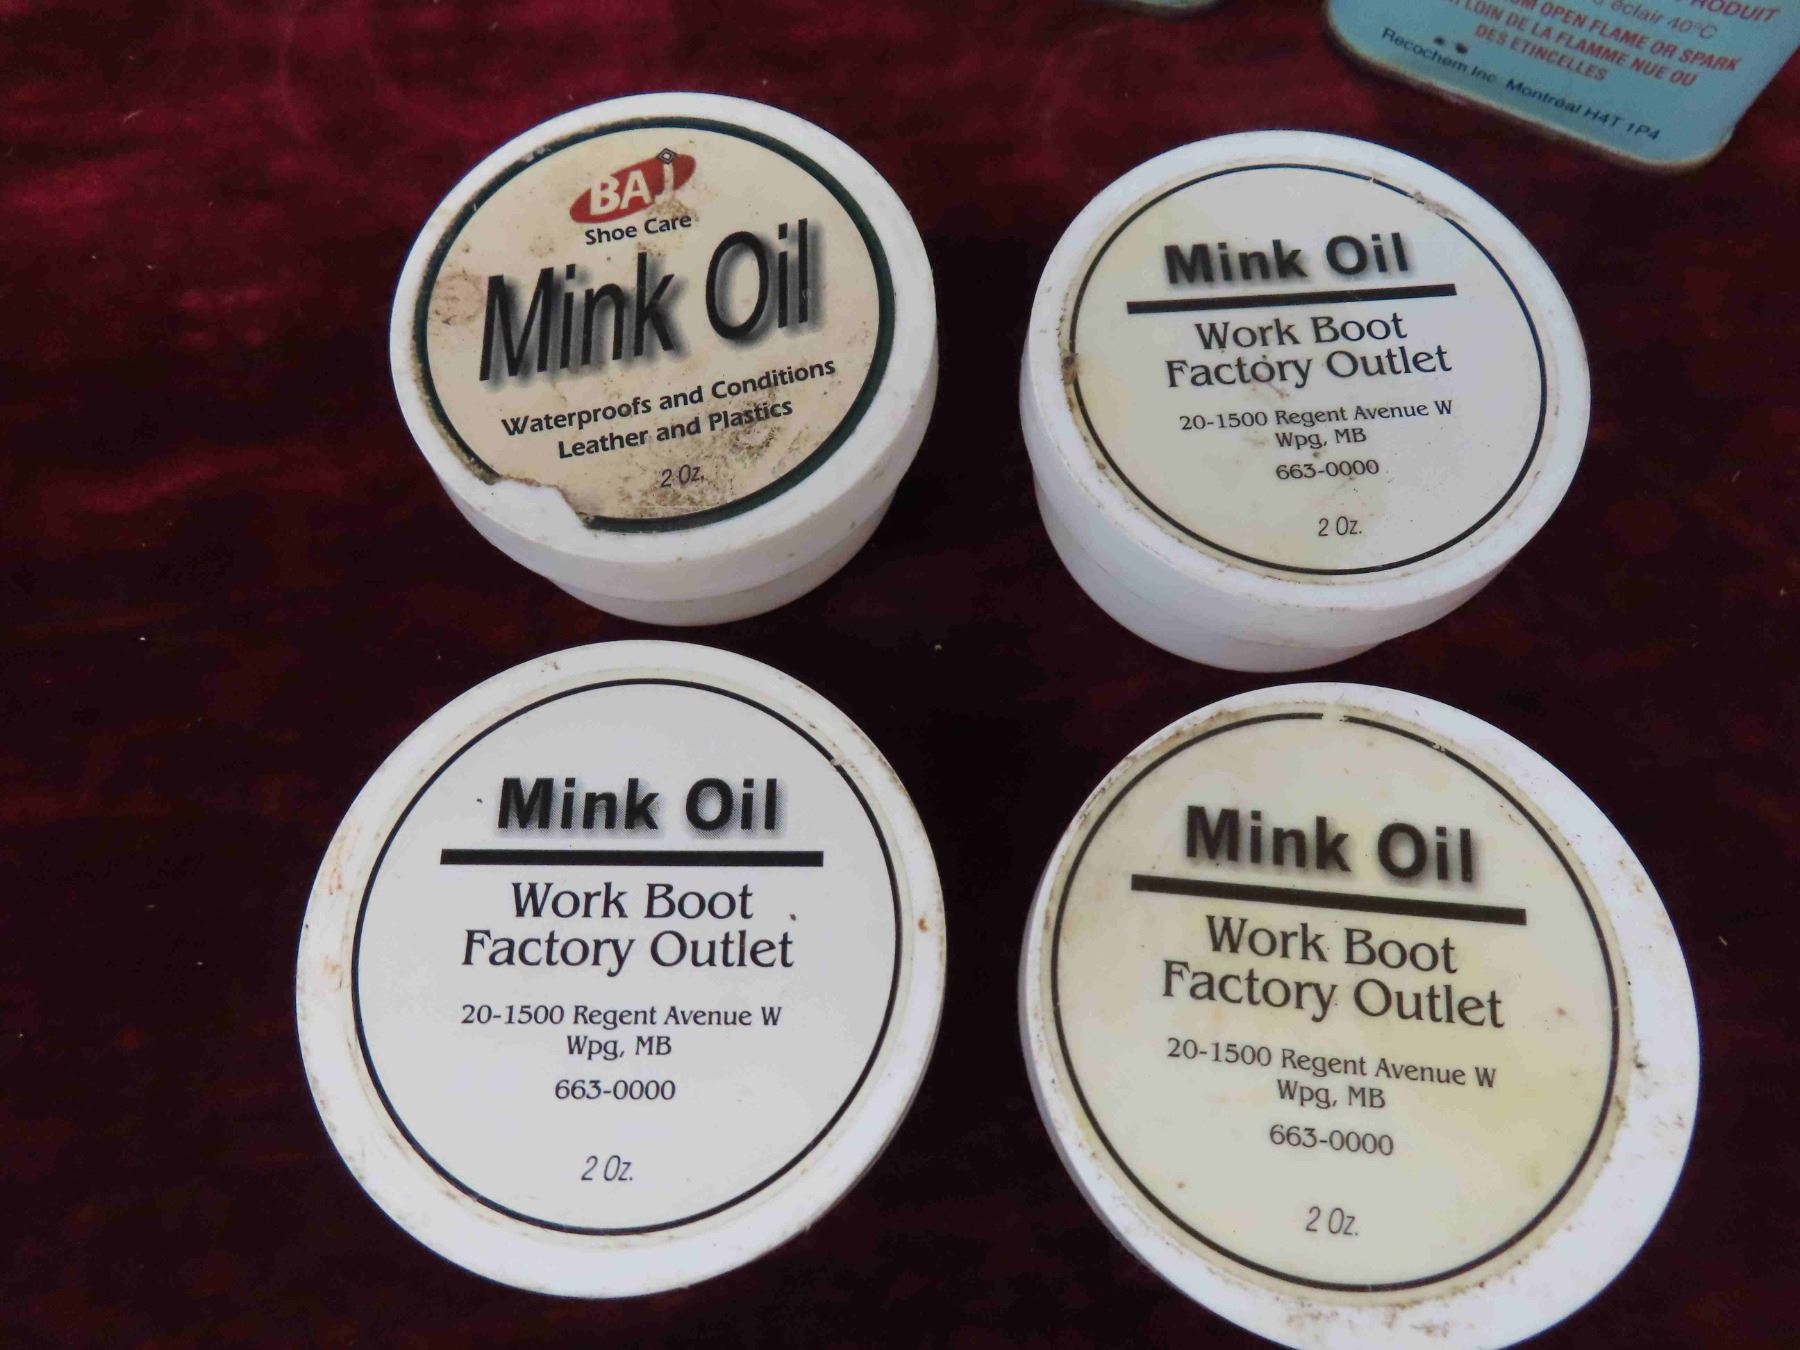 BAJ
Shoe Care
Mink Oil
Waterproofs and Conditions
Leather and Plastics
2 Oz.
Mink Oil
Work Boot
Factory Outlet
20-1500 Regent Avenue W
Wpg, MB
663-0000
2 Oz.
PRODUIT
d'éclair 40°C
OPEN FLAME OR SPARK
LOIN DE LA FLAMME NUE OU
DES ETINCELLES
Recochem Inc. Montréal H4T 1P4
Mink Oil
Work Boot
Factory Outlet
20-1500 Regent Avenue W
Wpg, MB
663-0000
2 Oz.
Mink Oil
Work Boot
Factory Outlet
20-1500 Regent Avenue W
Wpg, MB
663-0000
2 Oz.